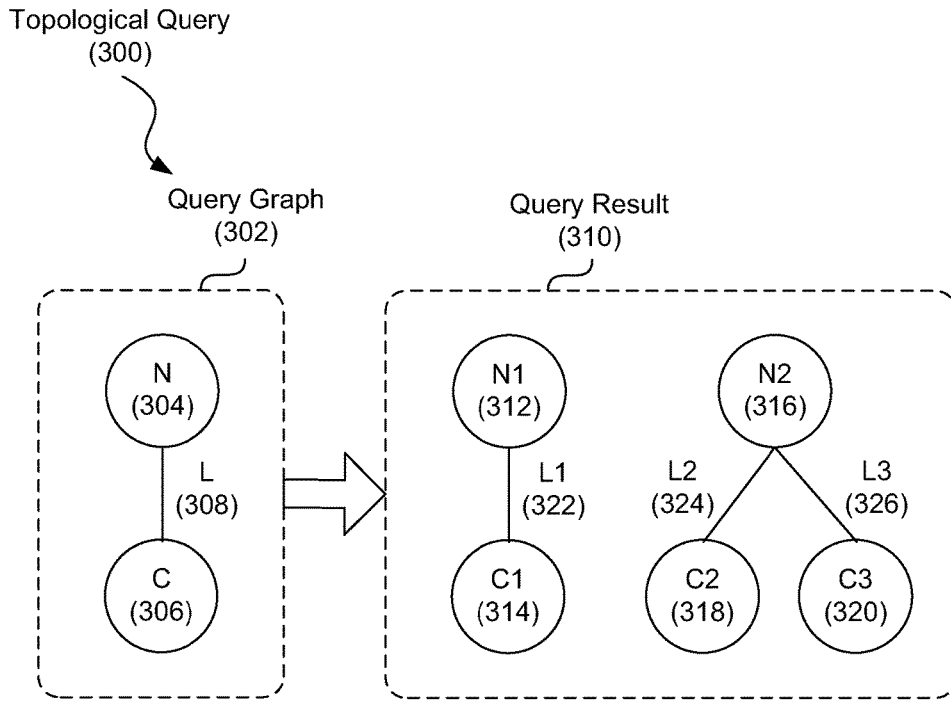 Topological Query
(300)
Query Graph
(302)
Query Result
(310)
N
(304)
L
(308)
C
(306)
N1
(312)
L1
(322)
C1
(314)
N2
(316)
L2
(324)
L3
(326)
C2
(318)
C3
(320)